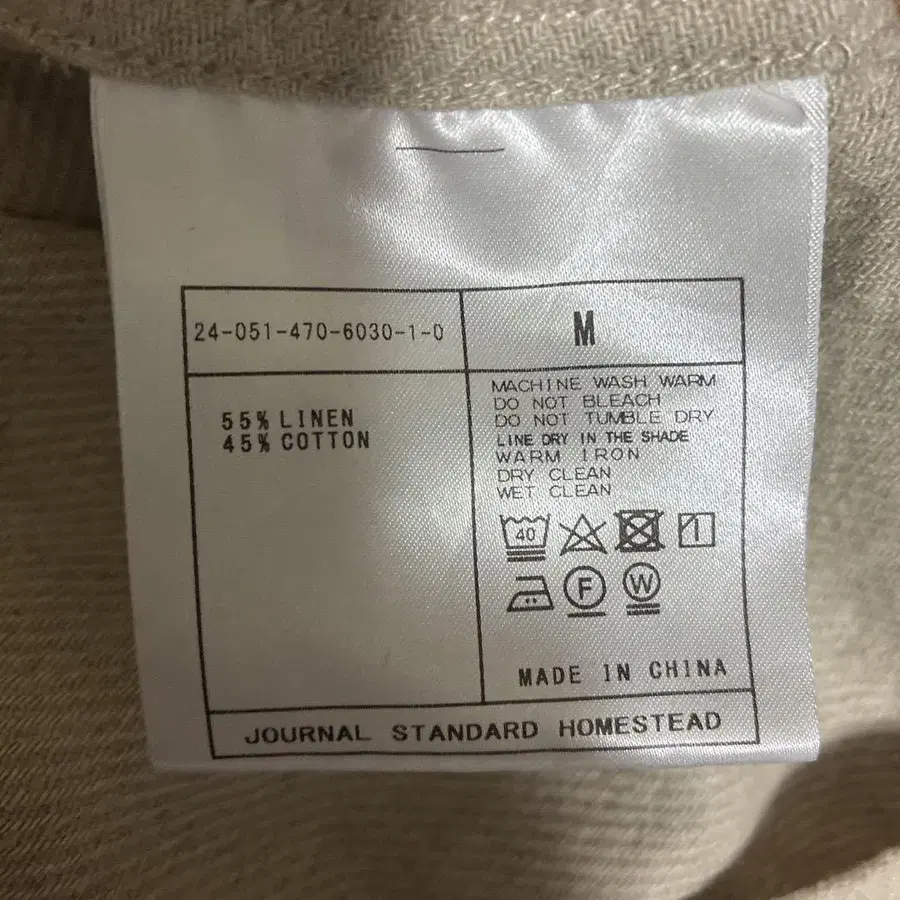 24-051-470-6030-1-0
M
55% LINEN
45% COTTON
MACHINE WASH WARM
DO NOT BLEACH
DO NOT TUMBLE DRY
LINE DRY IN THE SHADE
WARM IRON
DRY CLEAN
WET CLEAN
40
F W
MADE IN CHINA
JOURNAL STANDARD HOMESTEAD